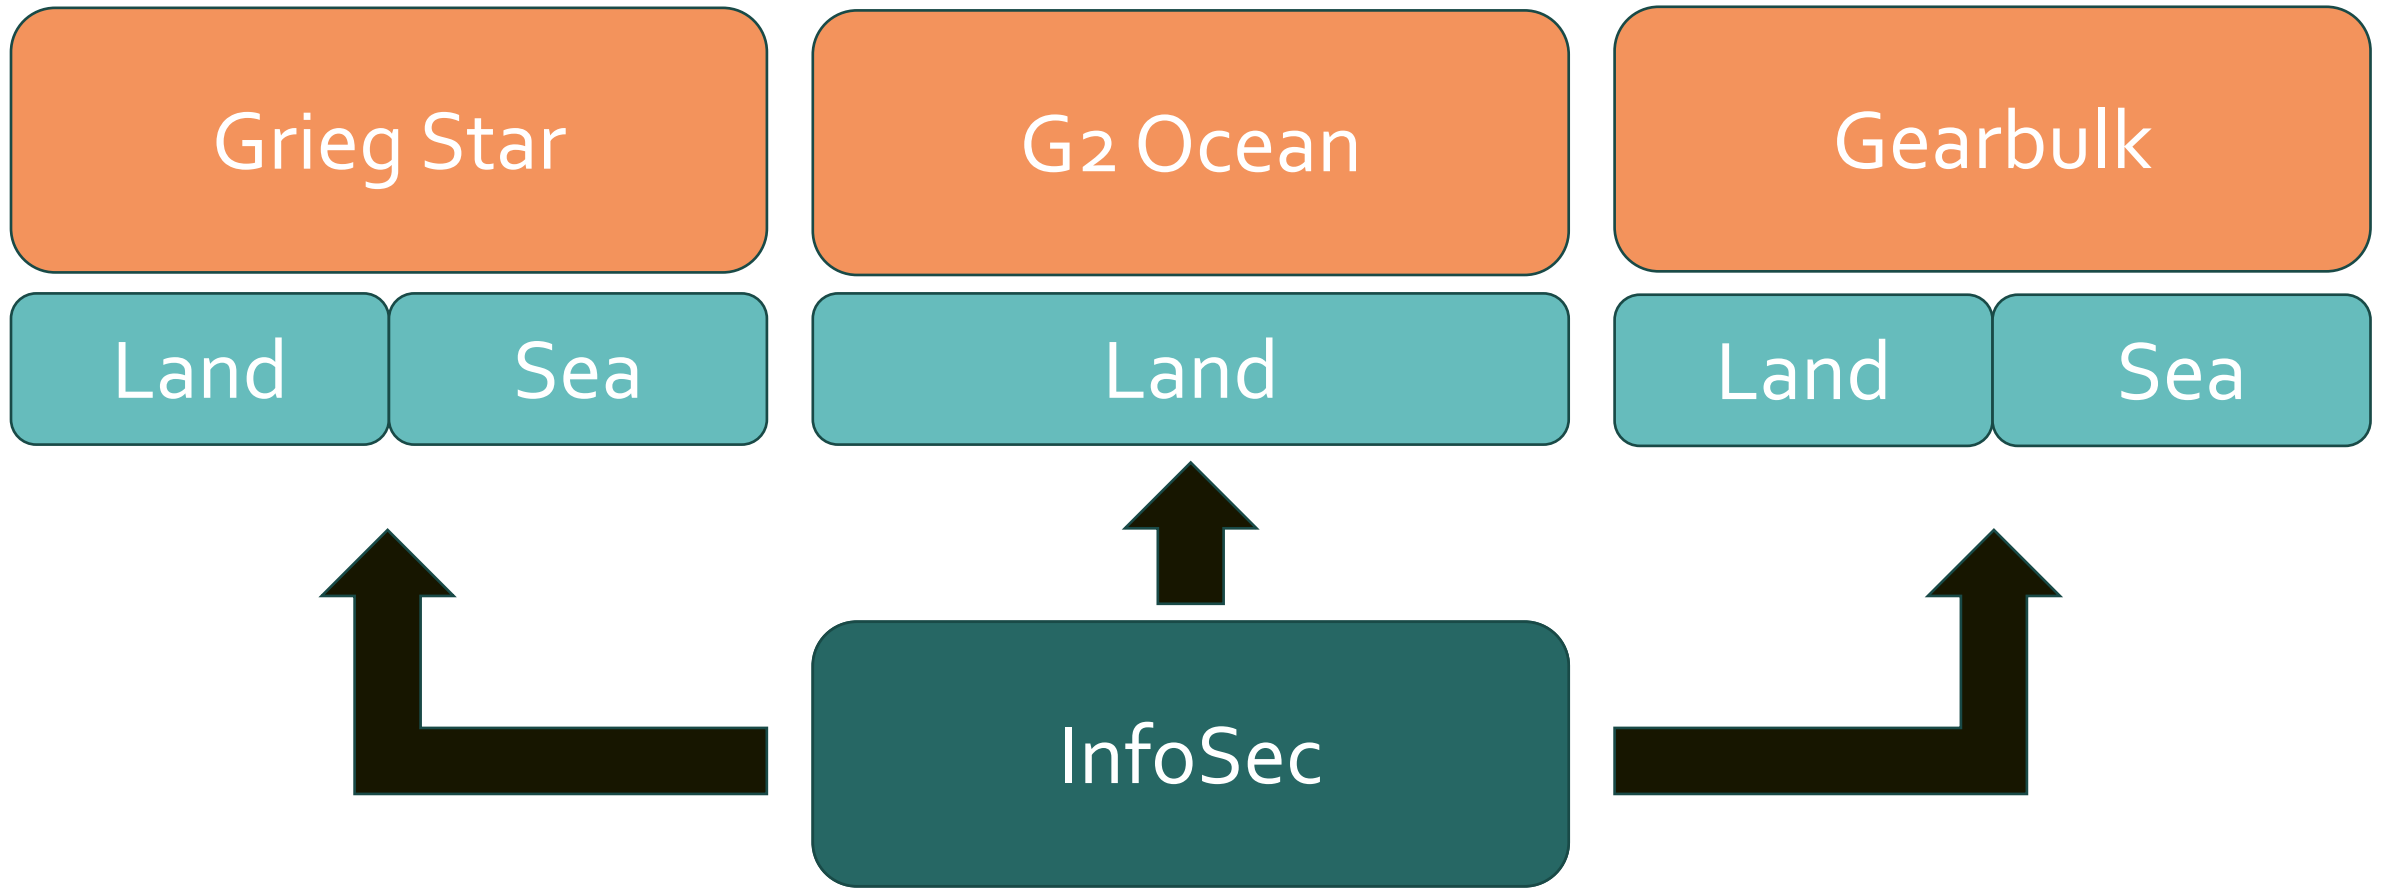 Grieg Star
G2 Ocean
Gearbulk
Land
Sea
Land
Land
Sea
InfoSec